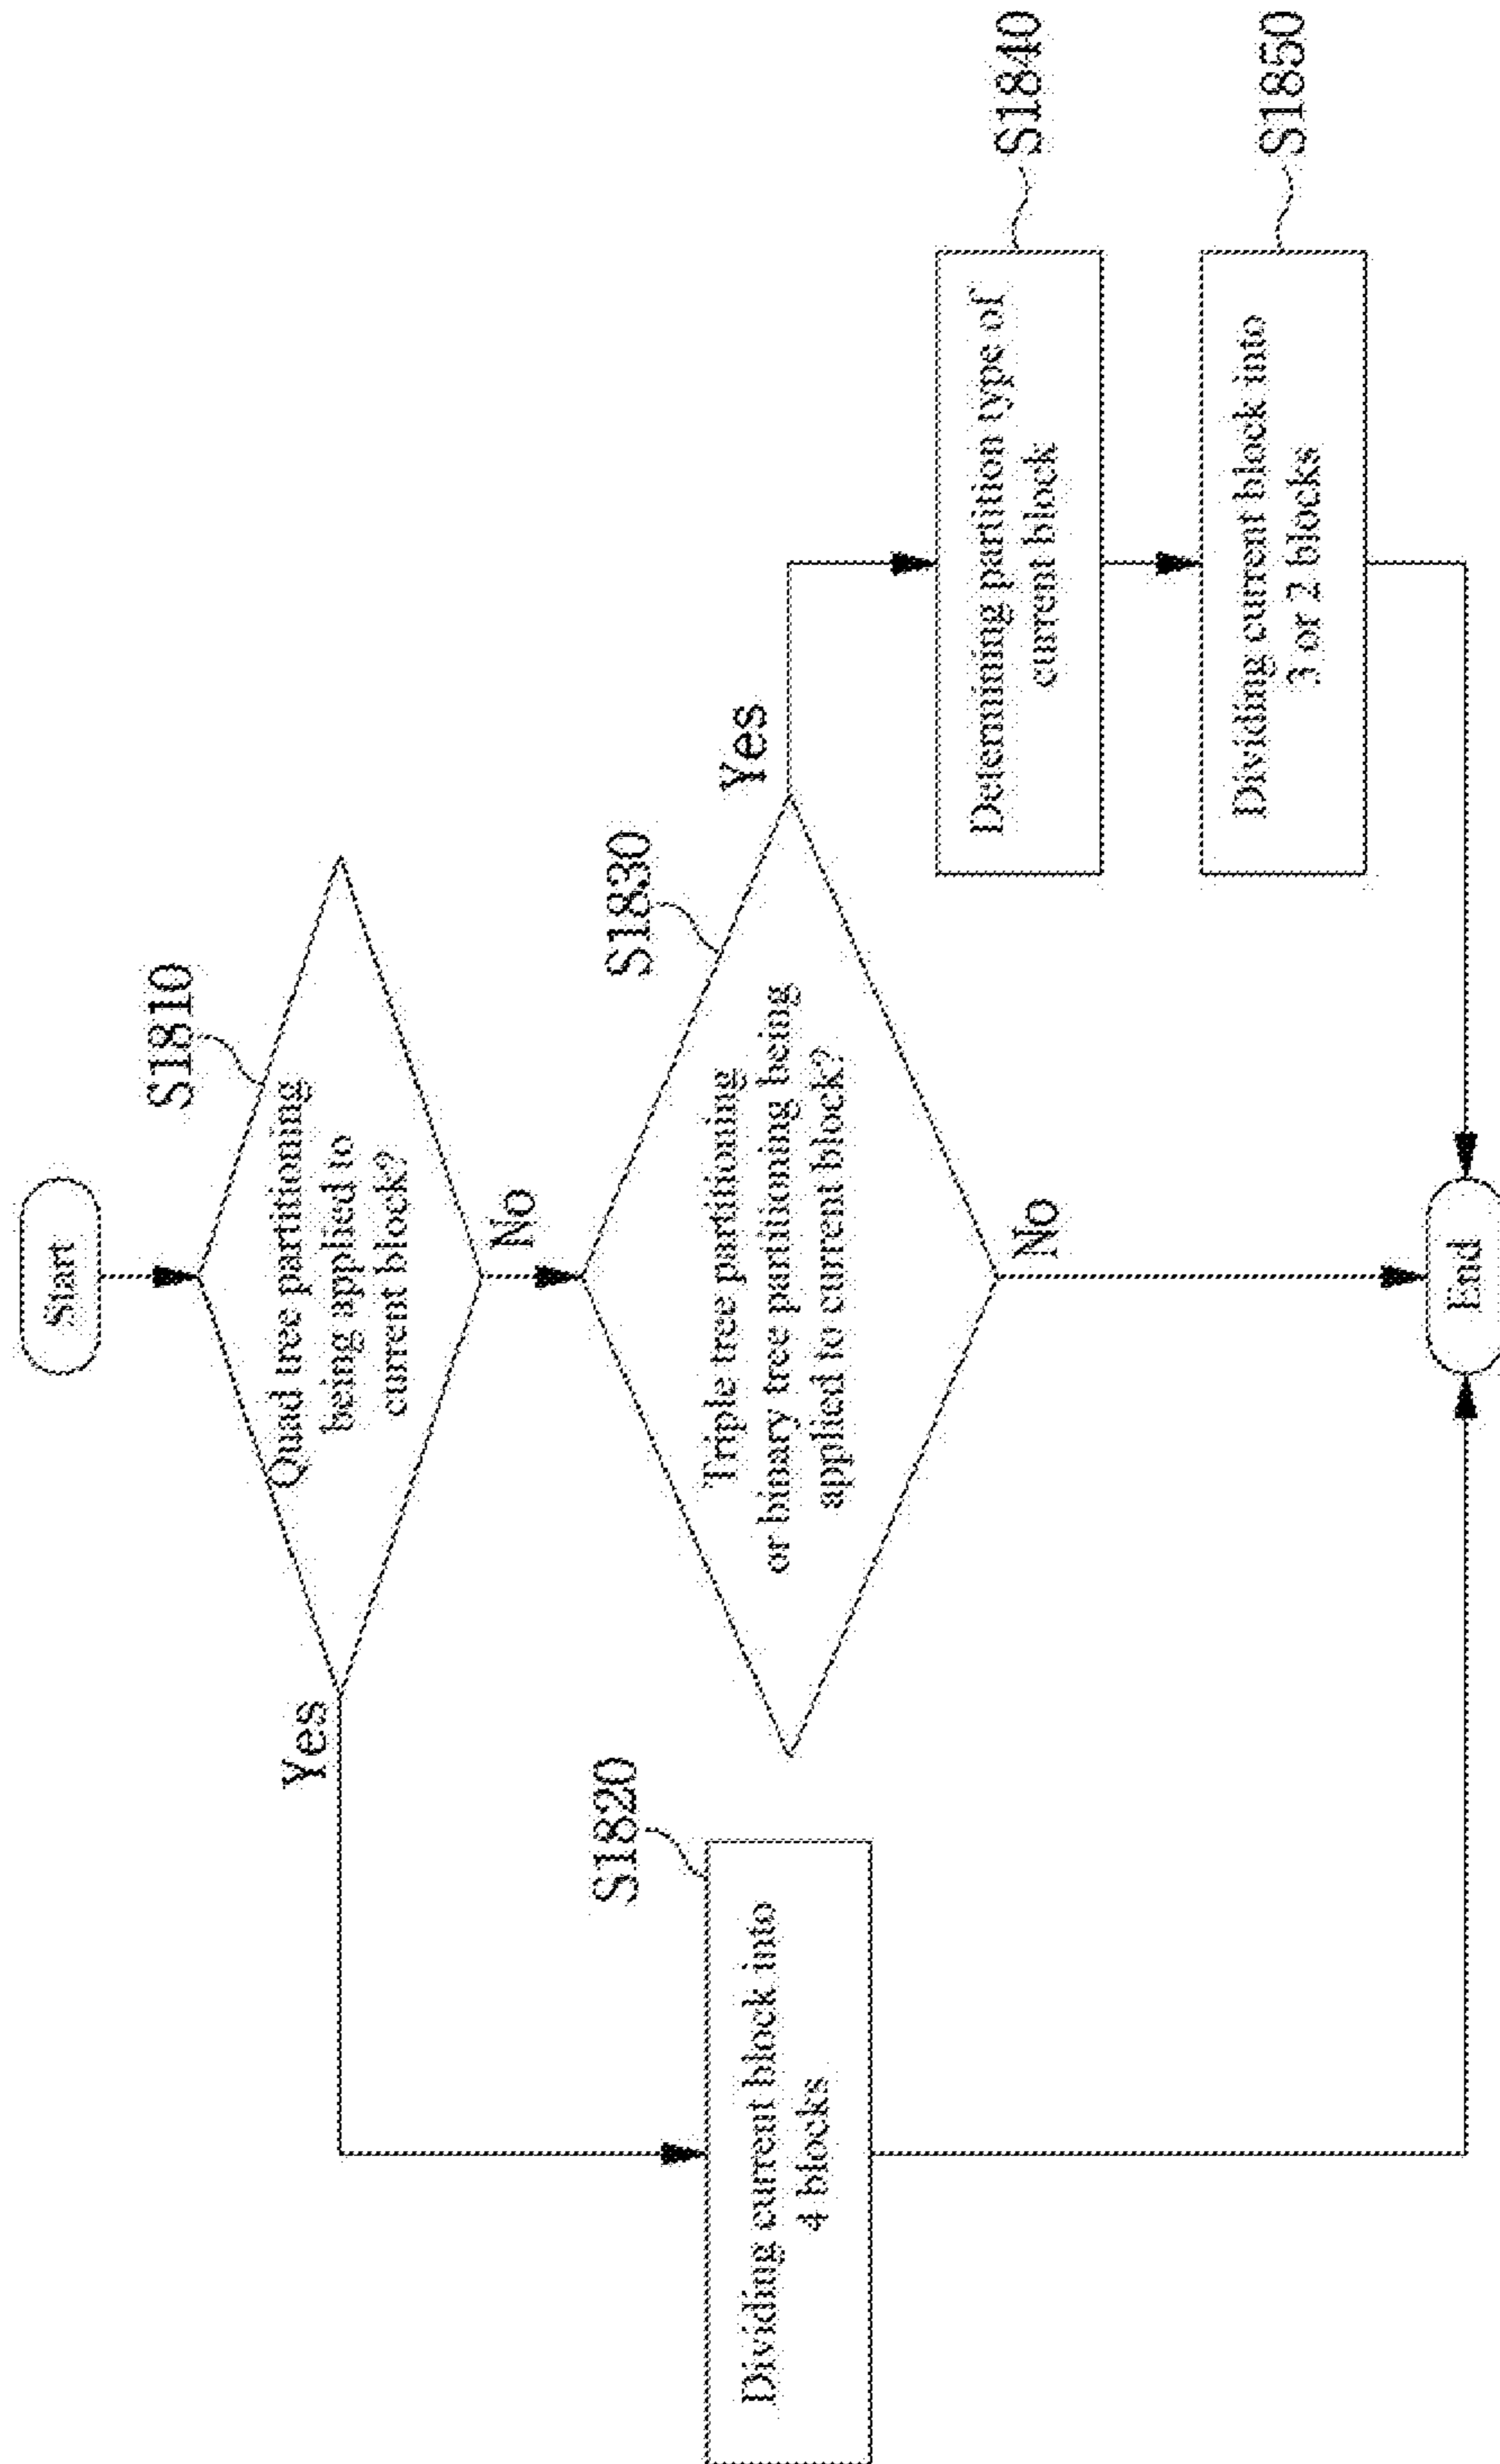 Start
S1810
Quad tree partitioning
being applied to
current block?
Yes
No
S1820
Dividing current block into
4 blocks
S1830
Triple tree partitioning
or binary tree partitioning being
applied to current block?
Yes
No
S1840
Determining partition type of
current block
S1850
Dividing current block into
3 or 2 blocks
End